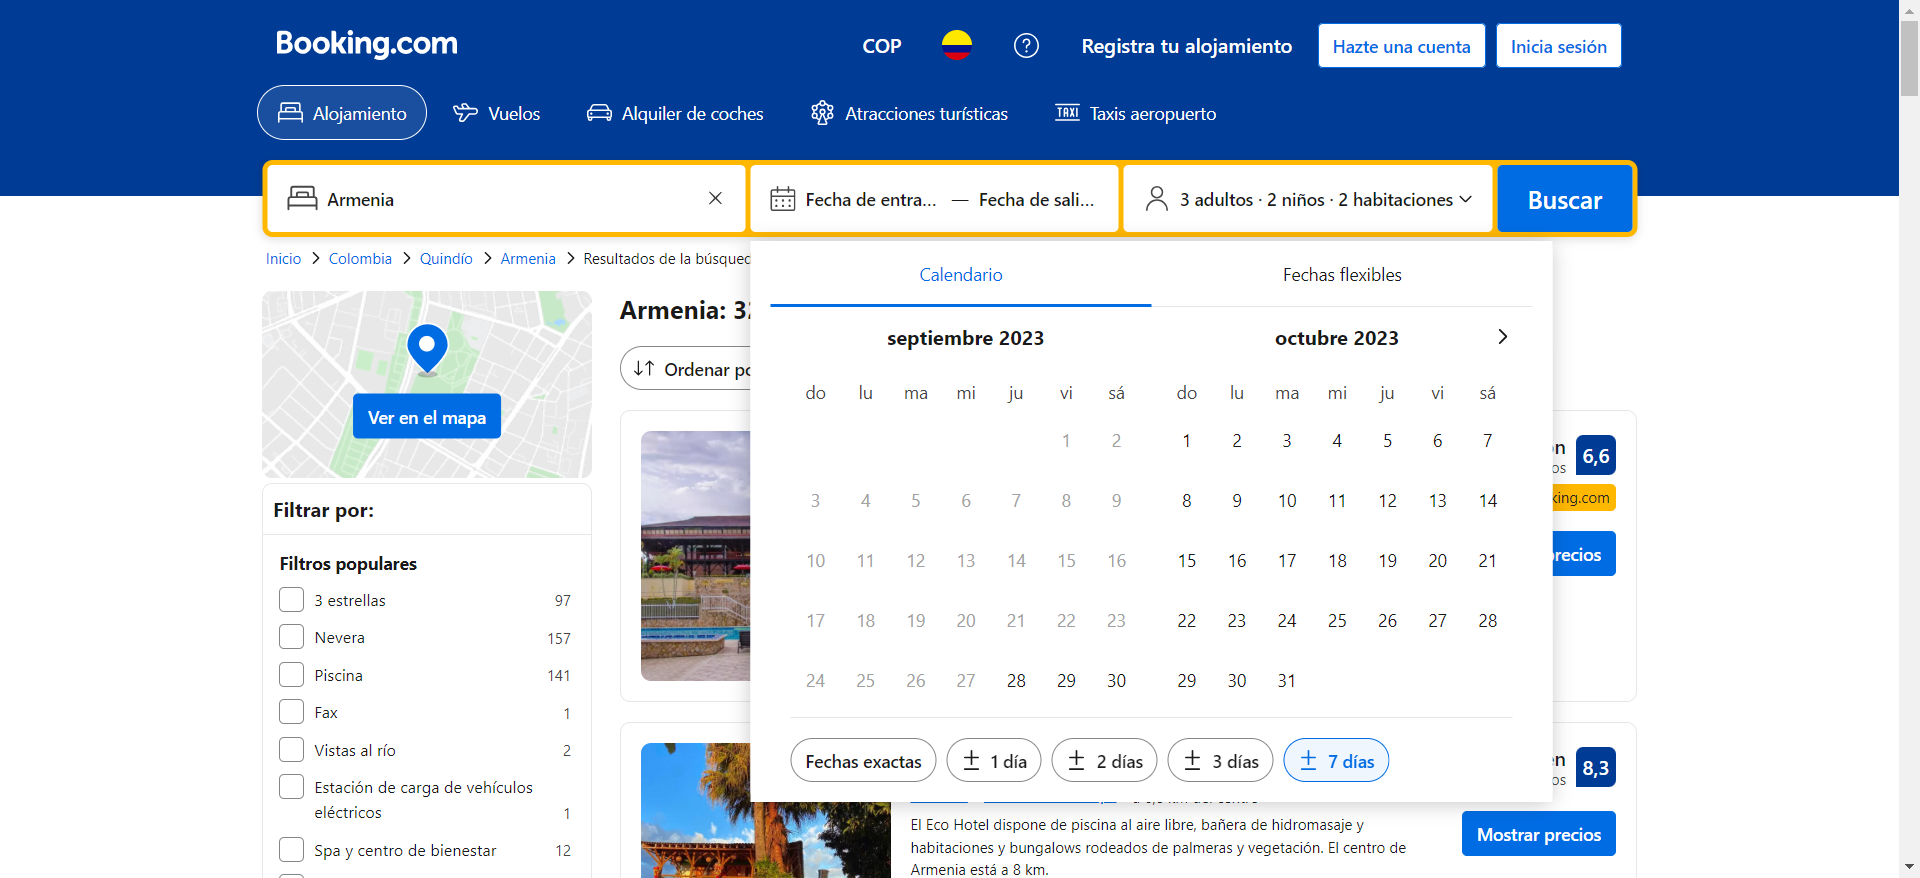 Booking.com
COP
Registra tu alojamiento
Hazte una cuenta
Inicia sesión
Alojamiento
Vuelos
Alquiler de coches
Atracciones turísticas
TAXI
Taxis aeropuerto
Armenia
Fecha de entra... — Fecha de sali...
3 adultos · 2 niños · 2 habitaciones
Buscar
Inicio > Colombia > Quindío > Armenia > Resultados de la búsqued
Ver en el mapa
Filtrar por:
Filtros populares
3 estrellas 97
Nevera 157
Piscina 141
Fax 1
Vistas al río 2
Estación de carga de vehículos
eléctricos 1
Spa y centro de bienestar 12
Armenia: 32
Ordenar po
Calendario
Fechas flexibles
septiembre 2023
do lu ma mi ju vi sá
1 2
3 4 5 6 7 8 9
10 11 12 13 14 15 16
17 18 19 20 21 22 23
24 25 26 27 28 29 30
octubre 2023
do lu ma mi ju vi sá
1 2 3 4 5 6 7
8 9 10 11 12 13 14
15 16 17 18 19 20 21
22 23 24 25 26 27 28
29 30 31
Fechas exactas
± 1 día
± 2 días
± 3 días
± 7 días
n
os
6,6
king.com
recios
n
os
8,3
El Eco Hotel dispone de piscina al aire libre, bañera de hidromasaje y
habitaciones y bungalows rodeados de palmeras y vegetación. El centro de
Armenia está a 8 km.
Mostrar precios